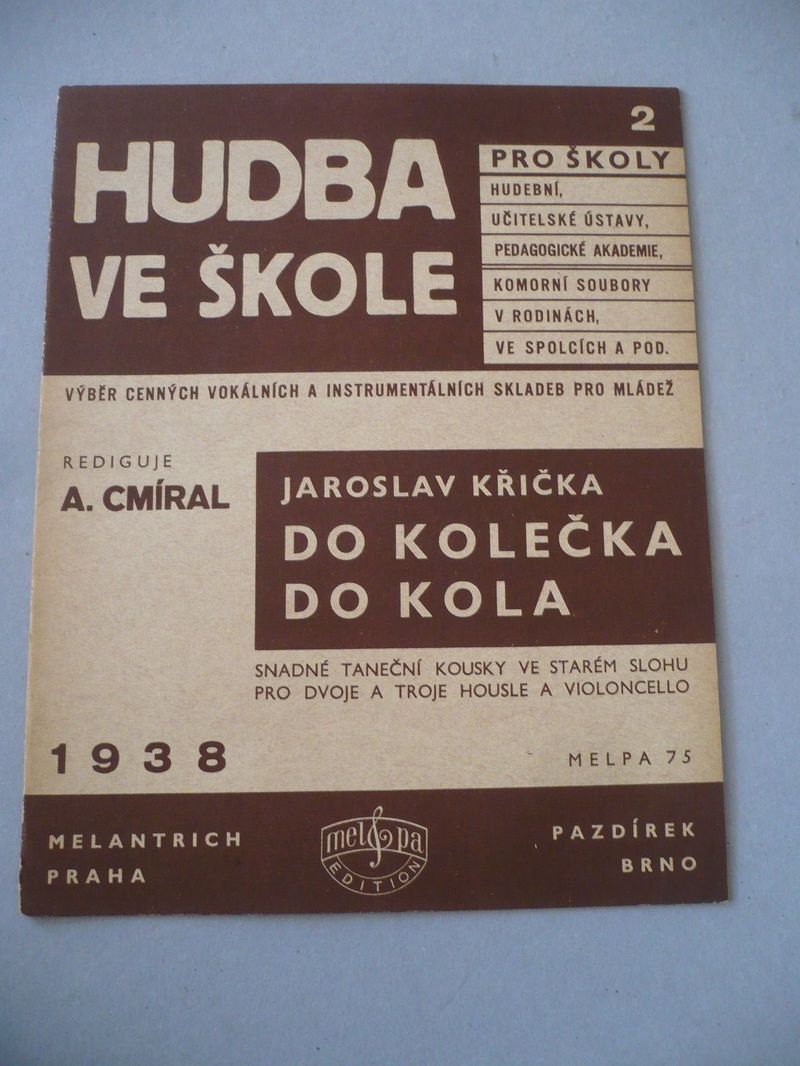 2
HUDBA
VE ŠKOLE
PRO ŠKOLY
HUDEBNÍ,
UČITELSKÉ ÚSTAVY,
PEDAGOGICKÉ AKADEMIE,
KOMORNÍ SOUBORY
V RODINÁCH,
VE SPOLCÍCH A POD.
VÝBĚR CENNÝCH VOKÁLNÍCH A INSTRUMENTÁLNÍCH SKLADEB PRO MLÁDEŽ
REDIGUJE
A. CMÍRAL
JAROSLAV KŘIČKA
DO KOLEČKA
DO KOLA
SNADNÉ TANEČNÍ KOUSKY VE STARÉM SLOHU
PRO DVOJE A TROJE HOUSLE A VIOLONCELLO
1938
MELPA 75
MELANTRICH
PRAHA
mel pa
EDITION
PAZDÍREK
BRNO